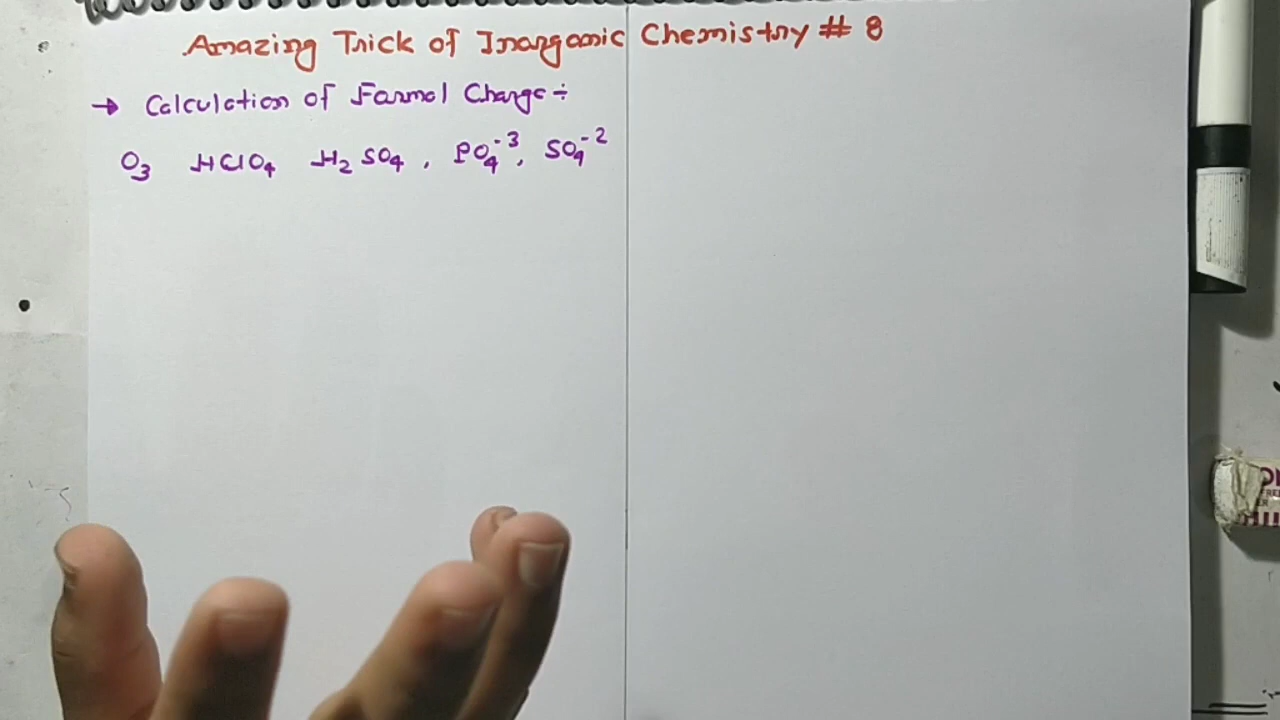 Amazing Trick of Inorganic Chemistry # 8
→ Calculation of Farmal Charge ÷
O₃ HClO₄ H₂SO₄, PO₄⁻³, SO₄⁻²